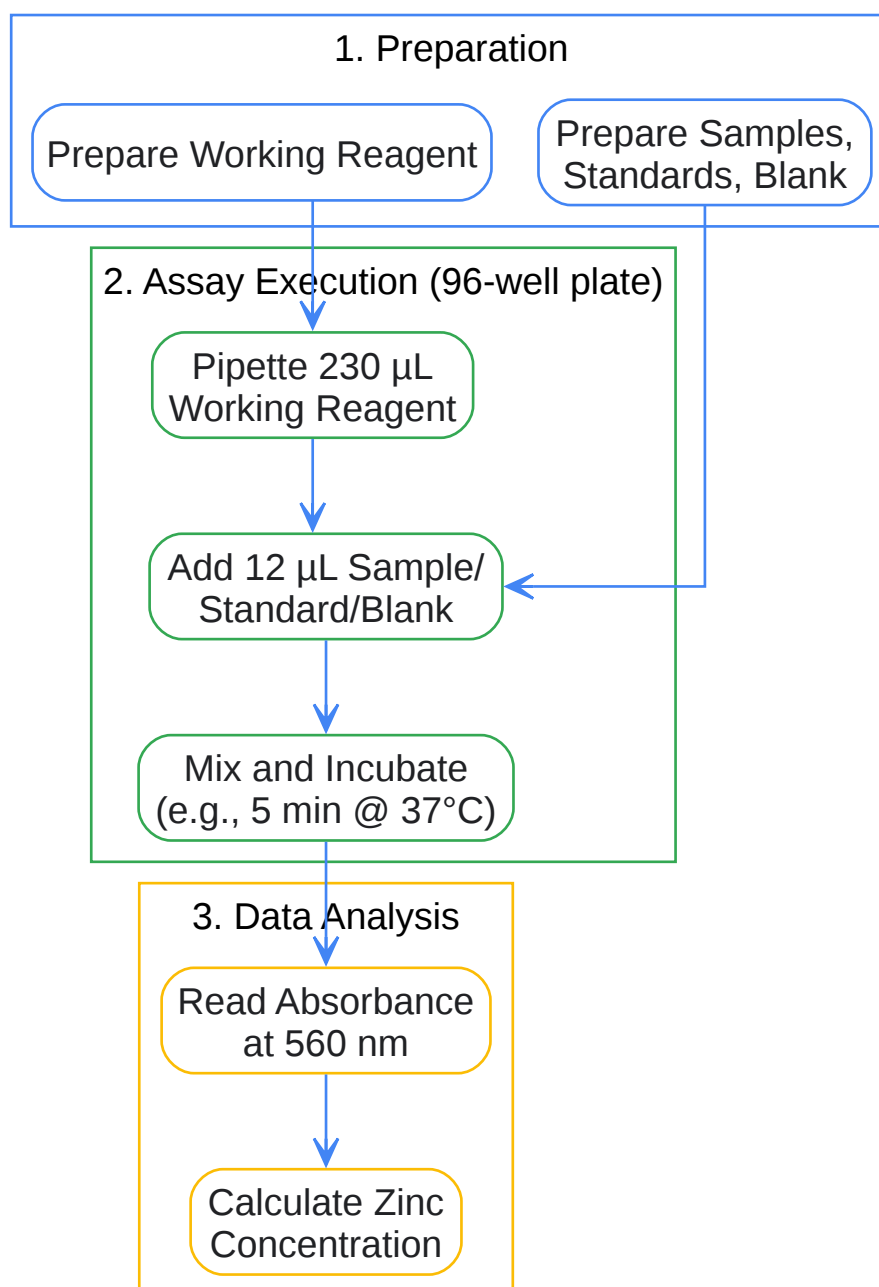 1. Preparation
Prepare Working Reagent
Prepare Samples,
Standards, Blank
2. Assay Execution (96-well plate)
Pipette 230 µL
Working Reagent
Add 12 µL Sample/
Standard/Blank
Mix and Incubate
(e.g., 5 min @ 37°C)
3. Data Analysis
Read Absorbance
at 560 nm
Calculate Zinc
Concentration